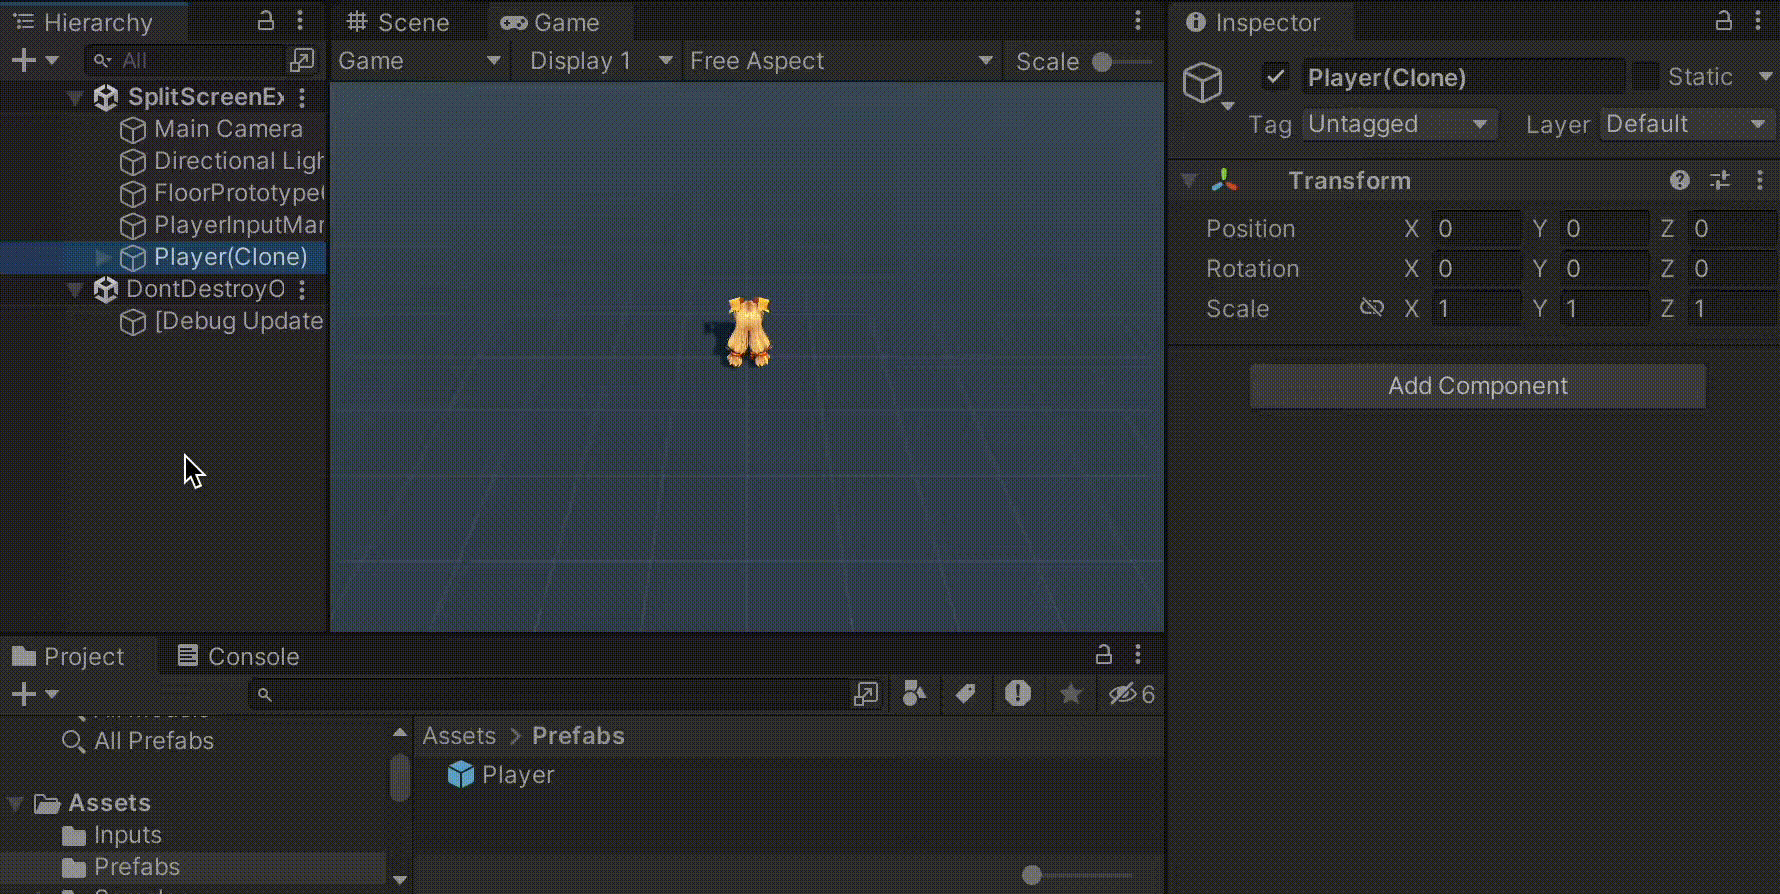 Hierarchy
All
SplitScreenEx
Main Camera
Directional Ligh
FloorPrototype(
PlayerInputMar
Player(Clone)
DontDestroyO
[Debug Update
Scene
Game
Game
Display 1
Free Aspect
Scale
Inspector
Player(Clone)
Static
Tag
Untagged
Layer
Default
Transform
Position X 0 Y 0 Z 0
Rotation X 0 Y 0 Z 0
Scale X 1 Y 1 Z 1
Add Component
Project
Console
6
All Prefabs
Assets
Inputs
Prefabs
Assets > Prefabs
Player